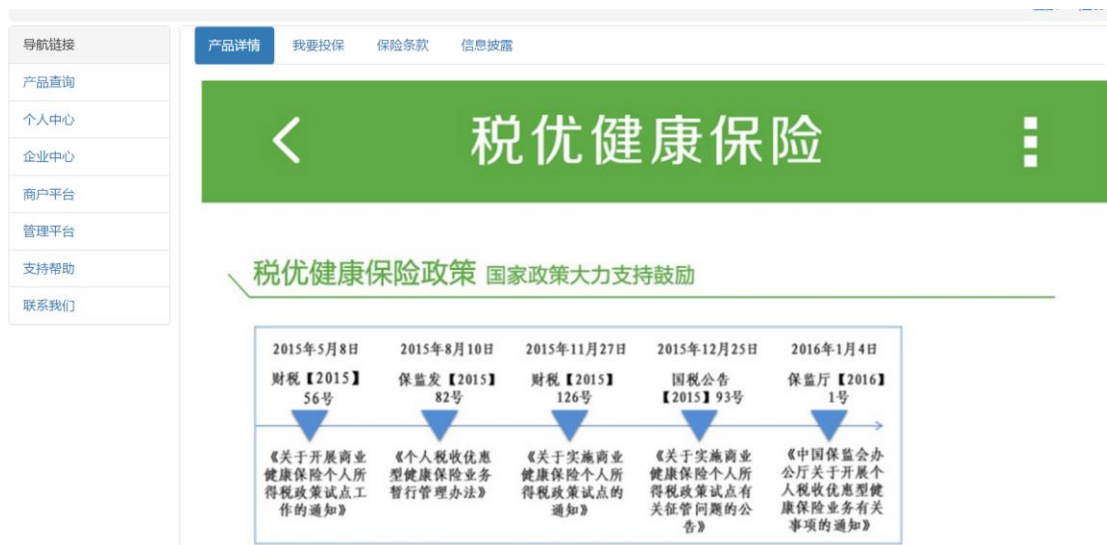 导航链接
产品查询
个人中心
企业中心
商户平台
管理平台
支持帮助
联系我们
产品详情 我要投保 保险条款 信息披露
税优健康保险
税优健康保险政策 国家政策大力支持鼓励
2015年5月8日 2015年8月10日 2015年11月27日 2015年12月25日 2016年1月4日
财税【2015】 保监发【2015】 财税【2015】 国税公告 保监厅【2016】
56号 82号 126号 【2015】93号 1号
《关于开展商业
健康保险个人所
得税政策试点工
作的通知》
《个人税收优惠
型健康保险业务
暂行管理办法》
《关于实施商业
健康保险个人所
得税政策试点的
通知》
《关于实施商业
健康保险个人所
得税政策试点有
关征管问题的公
告》
《中国保监会办
公厅关于开展个
人税收优惠型健
康保险业务有关
事项的通知》